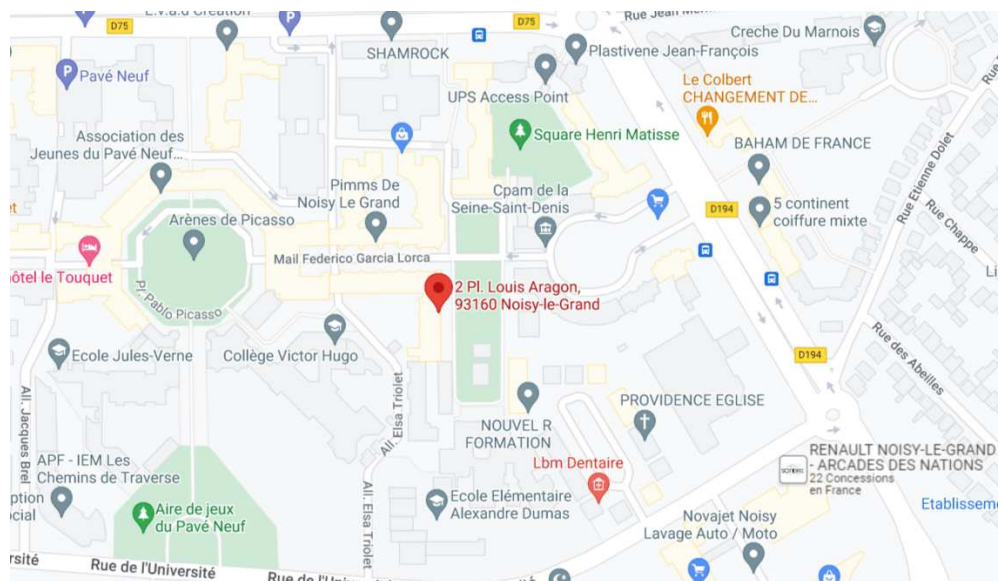 E.v.a.d Création
D75
D75
Rue Jean
Creche Du Marnois
SHAMROCK
Plastivene Jean-François
Pavé Neuf
Le Colbert
CHANGEMENT DE...
UPS Access Point
Square Henri Matisse
Association des
Jeunes du Pavé Neuf...
BAHAM DE FRANCE
Rue Etienne Dolet
Pimms De
Noisy Le Grand
Cpam de la
Seine-Saint-Denis
5 continent
coiffure mixte
Rue Chappe
Arènes de Picasso
D194
Mail Federico Garcia Lorca
ôtel le Touquet
Pl. Pablo Picasso
2 Pl. Louis Aragon,
93160 Noisy-le-Grand
Ecole Jules-Verne
Collège Victor Hugo
D194
Rue des Abeilles
All. Jacques Brel
All. Elsa Triolet
PROVIDENCE EGLISE
NOUVEL R
FORMATION
RENAULT NOISY-LE-GRAND
- ARCADES DES NATIONS
22 Concessions
en France
APF - IEM Les
Chemins de Traverse
Lbm Dentaire
All. Elsa Triolet
Ecole Elémentaire
Alexandre Dumas
ption
ocial
Aire de jeux
du Pavé Neuf
Novajet Noisy
Lavage Auto / Moto
Etablisseme
rsité
Rue de l'Université
Rue de l'Univ